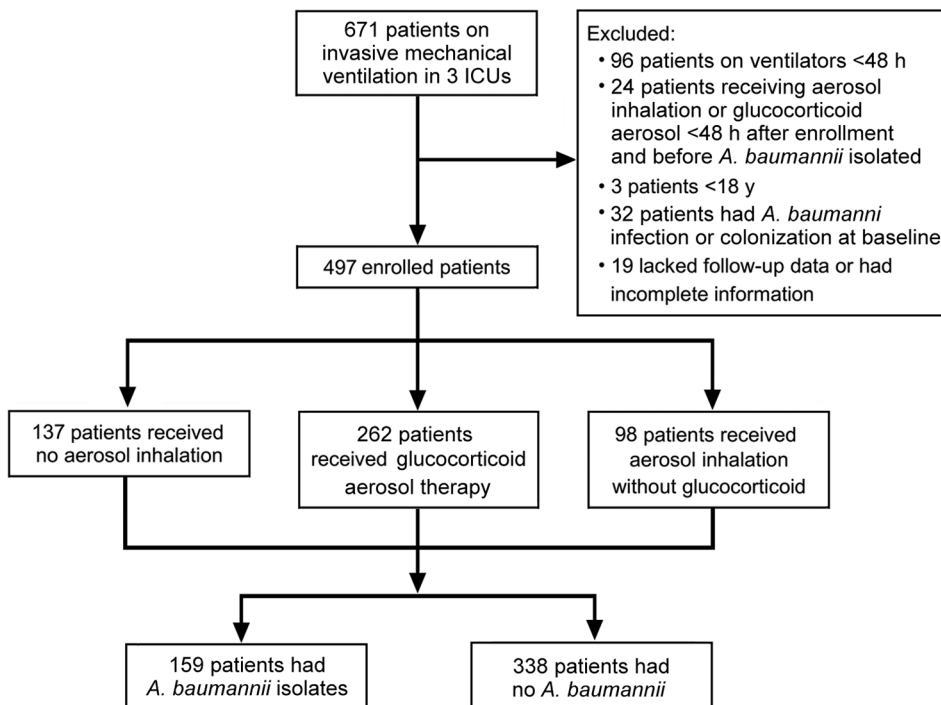 671 patients on
invasive mechanical
ventilation in 3 ICUs
Excluded:
• 96 patients on ventilators <48 h
• 24 patients receiving aerosol
inhalation or glucocorticoid
aerosol <48 h after enrollment
and before A. baumannii isolated
• 3 patients <18 y
• 32 patients had A. baumanni
infection or colonization at baseline
• 19 lacked follow-up data or had
incomplete information
497 enrolled patients
137 patients received
no aerosol inhalation
262 patients
received glucocorticoid
aerosol therapy
98 patients received
aerosol inhalation
without glucocorticoid
159 patients had
A. baumannii isolates
338 patients had
no A. baumannii